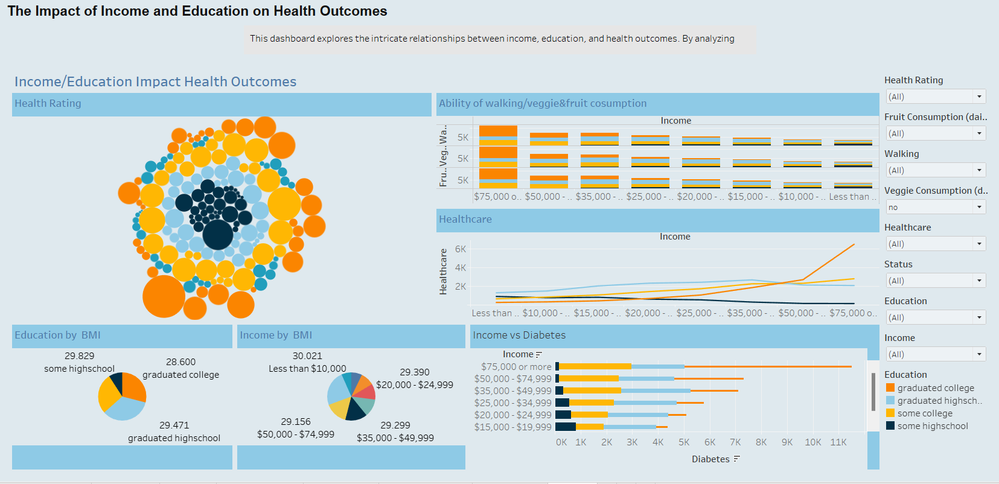 The Impact of Income and Education on Health Outcomes
This dashboard explores the intricate relationships between income, education, and health outcomes. By analyzing
Income/Education Impact Health Outcomes
Health Rating
Ability of walking/veggie&fruit cosumption
Income
Wa..
5K
Veg..
5K
Fru..
5K
$75,000 o.. $50,000 - .. $35,000 - .. $25,000 - .. $20,000 - .. $15,000 - .. $10,000 - .. Less than ..
Healthcare
Income
Healthcare
6K
4K
2K
Less than .. $10,000 - .. $15,000 - .. $20,000 - .. $25,000 - .. $35,000 - .. $50,000 - .. $75,000 o..
Education by  BMI
29.829
some highschool
28.600
graduated college
29.471
graduated highschool
Income by  BMI
30.021
Less than $10,000
29.390
$20,000 - $24,999
29.156
$50,000 - $74,999
29.299
$35,000 - $49,999
Income vs Diabetes
Income
$75,000 or more
$50,000 - $74,999
$35,000 - $49,999
$25,000 - $34,999
$20,000 - $24,999
$15,000 - $19,999
0K 1K 2K 3K 4K 5K 6K 7K 8K 9K 10K 11K
Diabetes
Health Rating
(All)
Fruit Consumption (dai..
(All)
Walking
(All)
Veggie Consumption (d..
no
Healthcare
(All)
Status
(All)
Education
(All)
Income
(All)
Education
graduated college
graduated highsch..
some college
some highschool